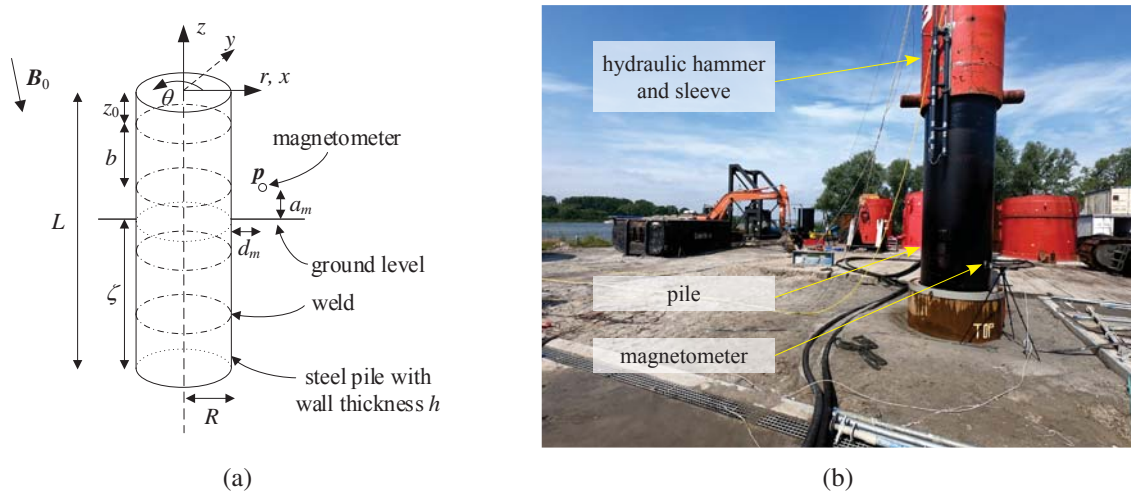 z
y
B₀
θ
r, x
z₀
magnetometer
b
p
L
aₘ
dₘ
ground level
ζ
weld
steel pile with
wall thickness h
R
(a)
hydraulic hammer
and sleeve
pile
magnetometer
TOP
(b)